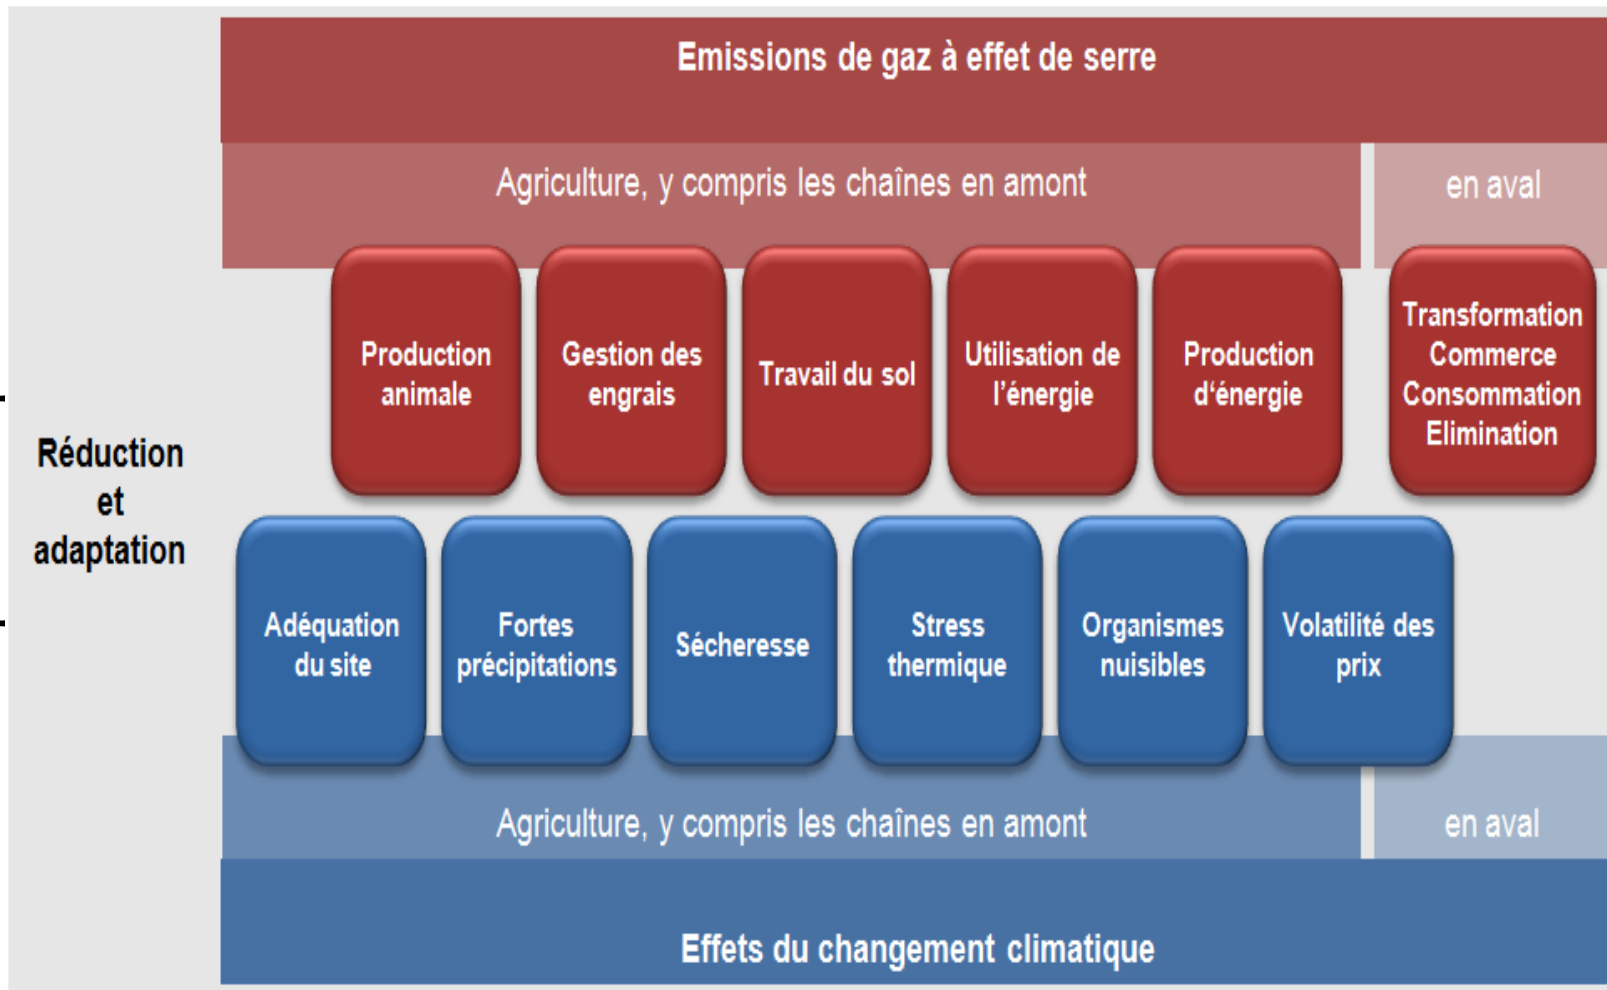 Emissions de gaz à effet de serre
Agriculture, y compris les chaînes en amont
en aval
Production
animale
Gestion des
engrais
Travail du sol
Utilisation de
l’énergie
Production
d‘énergie
Transformation
Commerce
Consommation
Elimination
Réduction
et
adaptation
Adéquation
du site
Fortes
précipitations
Sécheresse
Stress
thermique
Organismes
nuisibles
Volatilité des
prix
Agriculture, y compris les chaînes en amont
en aval
Effets du changement climatique